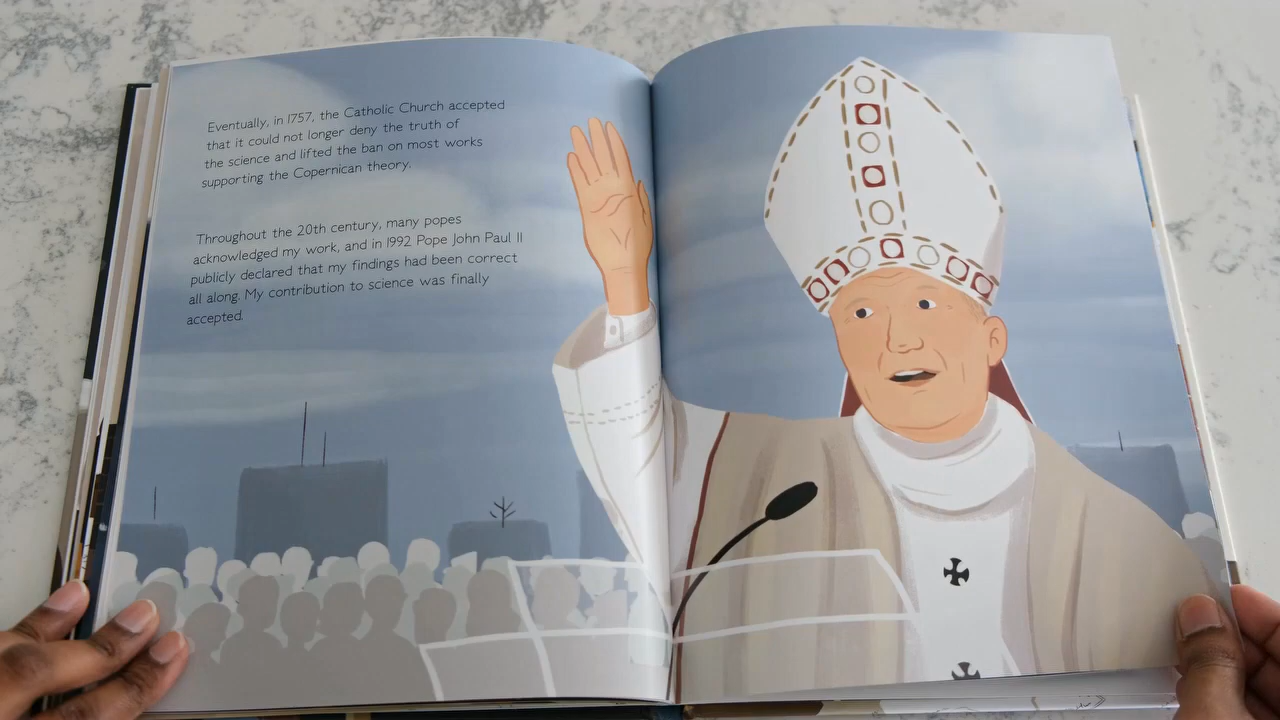 Eventually, in 1757, the Catholic Church accepted
that it could not longer deny the truth of
the science and lifted the ban on most works
supporting the Copernican theory.
Throughout the 20th century, many popes
acknowledged my work, and in 1992 Pope John Paul II
publicly declared that my findings had been correct
all along. My contribution to science was finally
accepted.